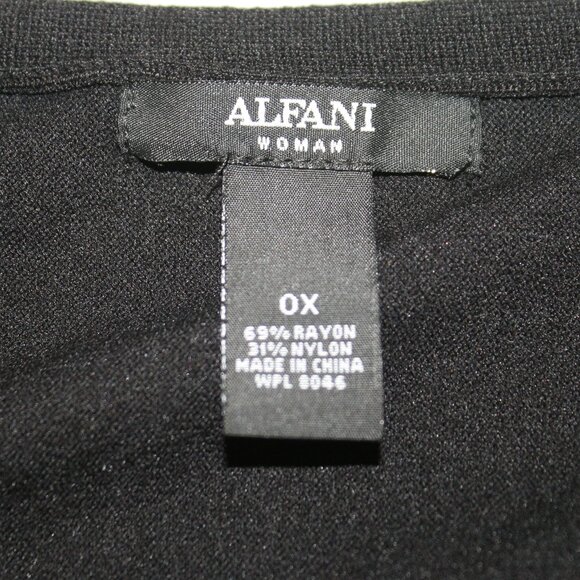 ALFANI
WOMAN
0X
69% RAYON
31% NYLON
MADE IN CHINA
WPL 8046